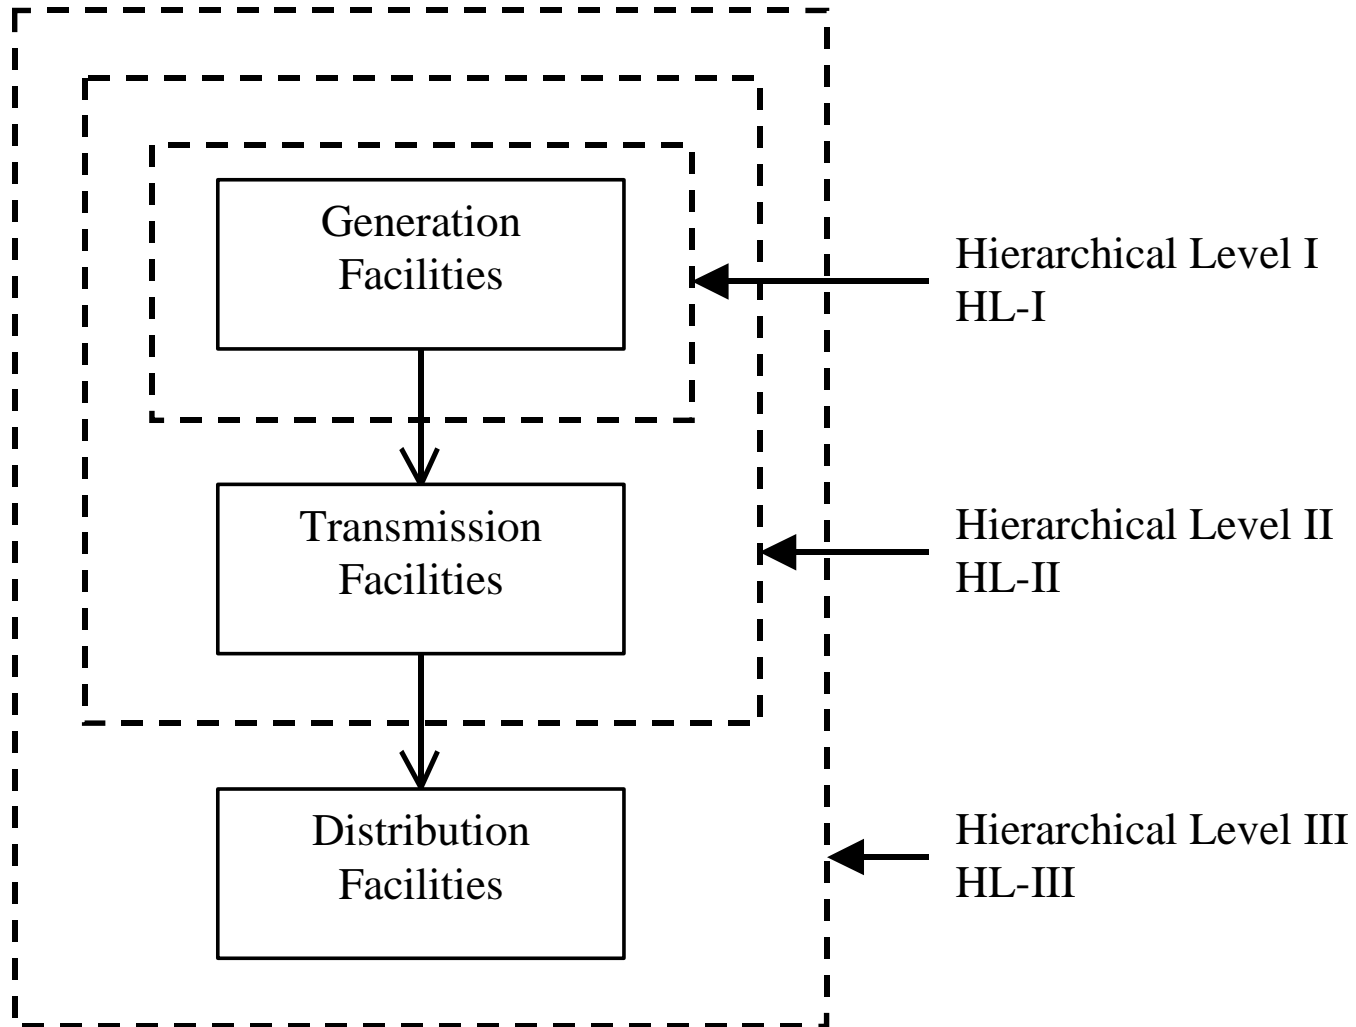 Generation
Facilities
Hierarchical Level I
HL-I
Transmission
Facilities
Hierarchical Level II
HL-II
Distribution
Facilities
Hierarchical Level III
HL-III